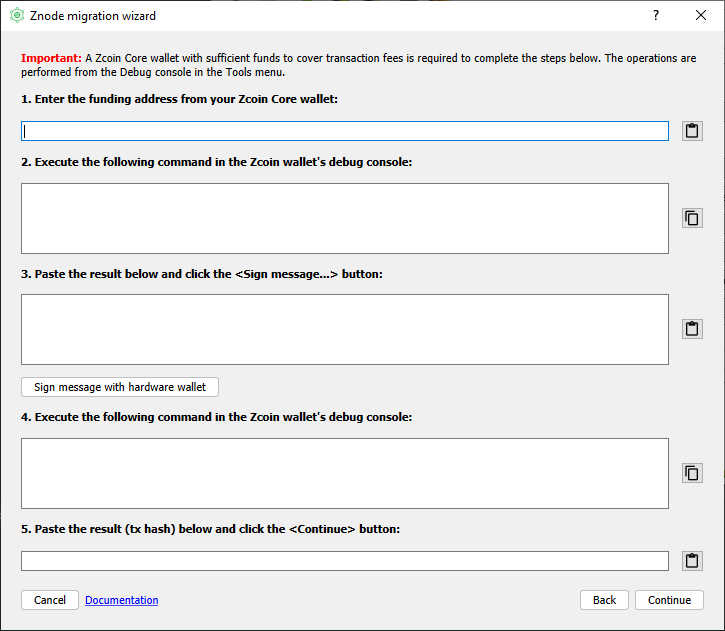 Znode migration wizard
?
Important: A Zcoin Core wallet with sufficient funds to cover transaction fees is required to complete the steps below. The operations are
performed from the Debug console in the Tools menu.
1. Enter the funding address from your Zcoin Core wallet:
2. Execute the following command in the Zcoin wallet's debug console:
3. Paste the result below and click the <Sign message...> button:
Sign message with hardware wallet
4. Execute the following command in the Zcoin wallet's debug console:
5. Paste the result (tx hash) below and click the <Continue> button:
Cancel Documentation Back Continue